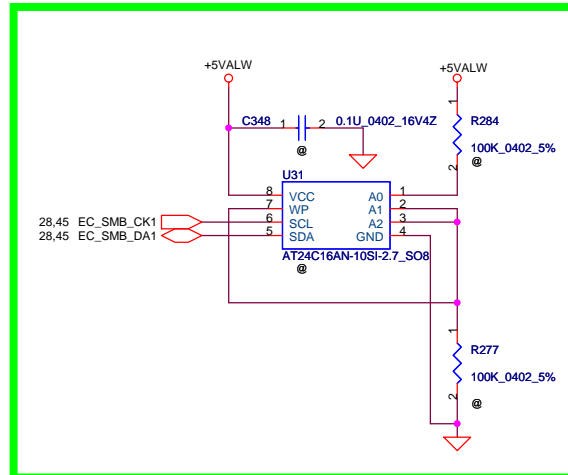 +5VALW
+5VALW
C348 1 2 0.1U_0402_16V4Z
@
1
R284
100K_0402_5%
2 @
U31
8 VCC A0 1
7 WP A1 2
28,45 EC_SMB_CK1 6 SCL A2 3
28,45 EC_SMB_DA1 5 SDA GND 4
AT24C16AN-10SI-2.7_SO8
@
1
R277
100K_0402_5%
2 @